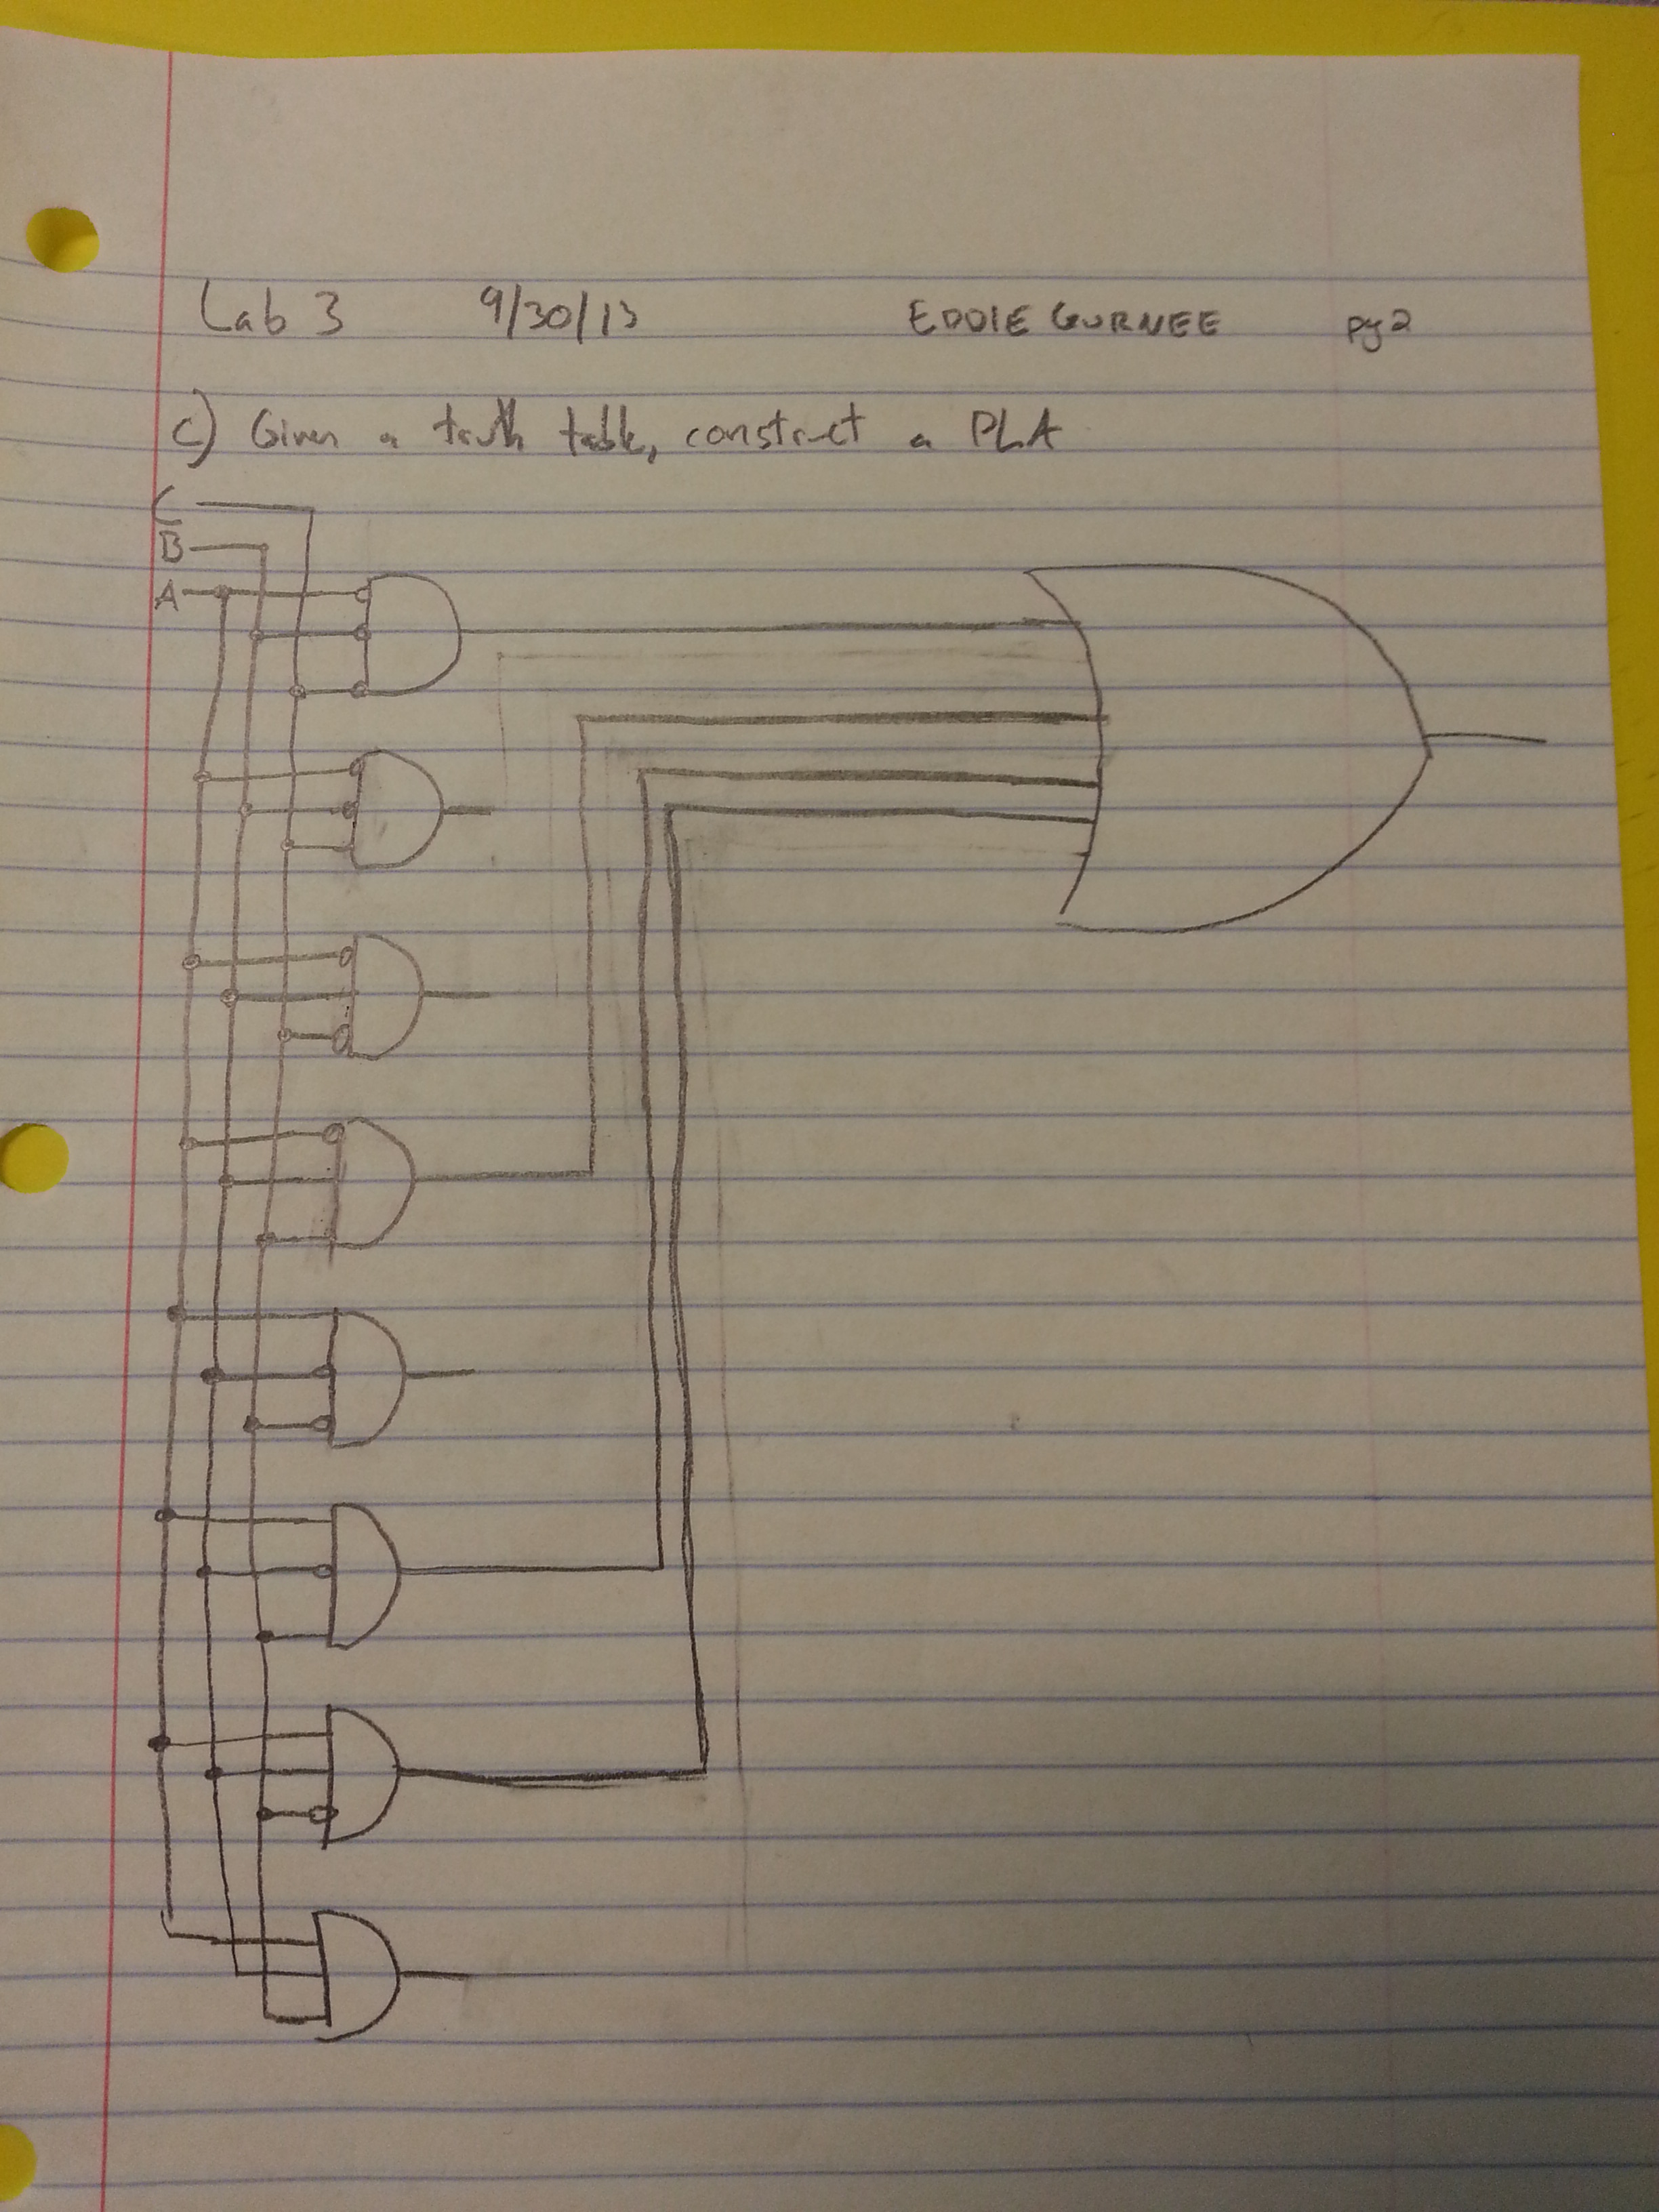 Lab 3 9/30/13 EDDIE GURNEE pg 2
c) Given a truth table, construct a PLA
C
B
A